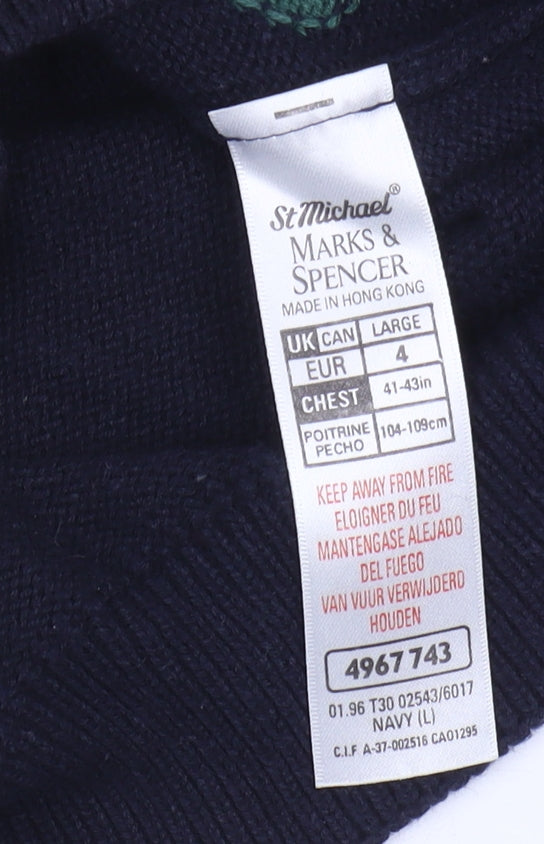 St Michael®
MARKS &
SPENCER
MADE IN HONG KONG
UK CAN LARGE
EUR 4
CHEST 41-43in
POITRINE
PECHO 104-109cm
KEEP AWAY FROM FIRE
ELOIGNER DU FEU
MANTENGASE ALEJADO
DEL FUEGO
VAN VUUR VERWIJDERD
HOUDEN
4967 743
01.96 T30 02543/6017
NAVY (L)
C.I.F A-37-002516 CA01295